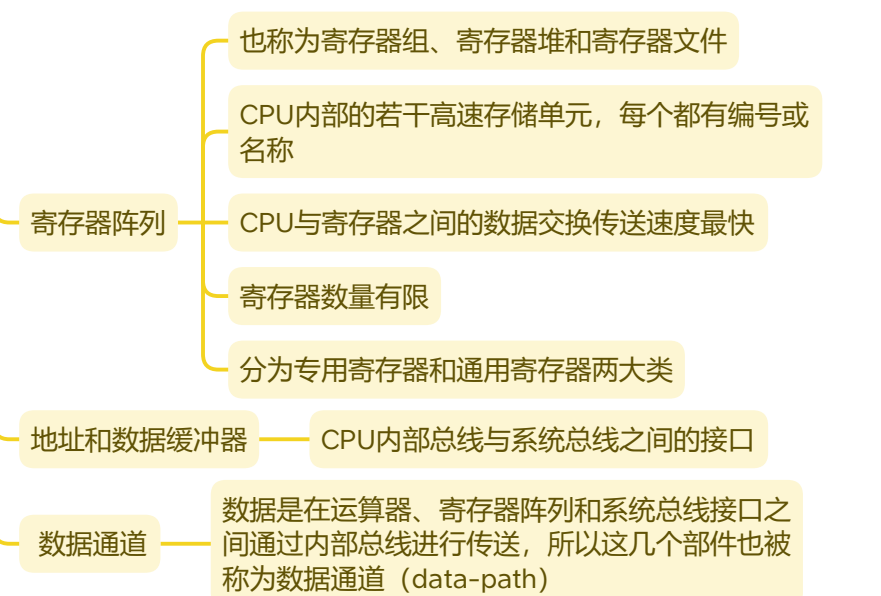 寄存器阵列
也称为寄存器组、寄存器堆和寄存器文件
CPU内部的若干高速存储单元，每个都有编号或
名称
CPU与寄存器之间的数据交换传送速度最快
寄存器数量有限
分为专用寄存器和通用寄存器两大类
地址和数据缓冲器
CPU内部总线与系统总线之间的接口
数据通道
数据是在运算器、寄存器阵列和系统总线接口之
间通过内部总线进行传送，所以这几个部件也被
称为数据通道（data-path）